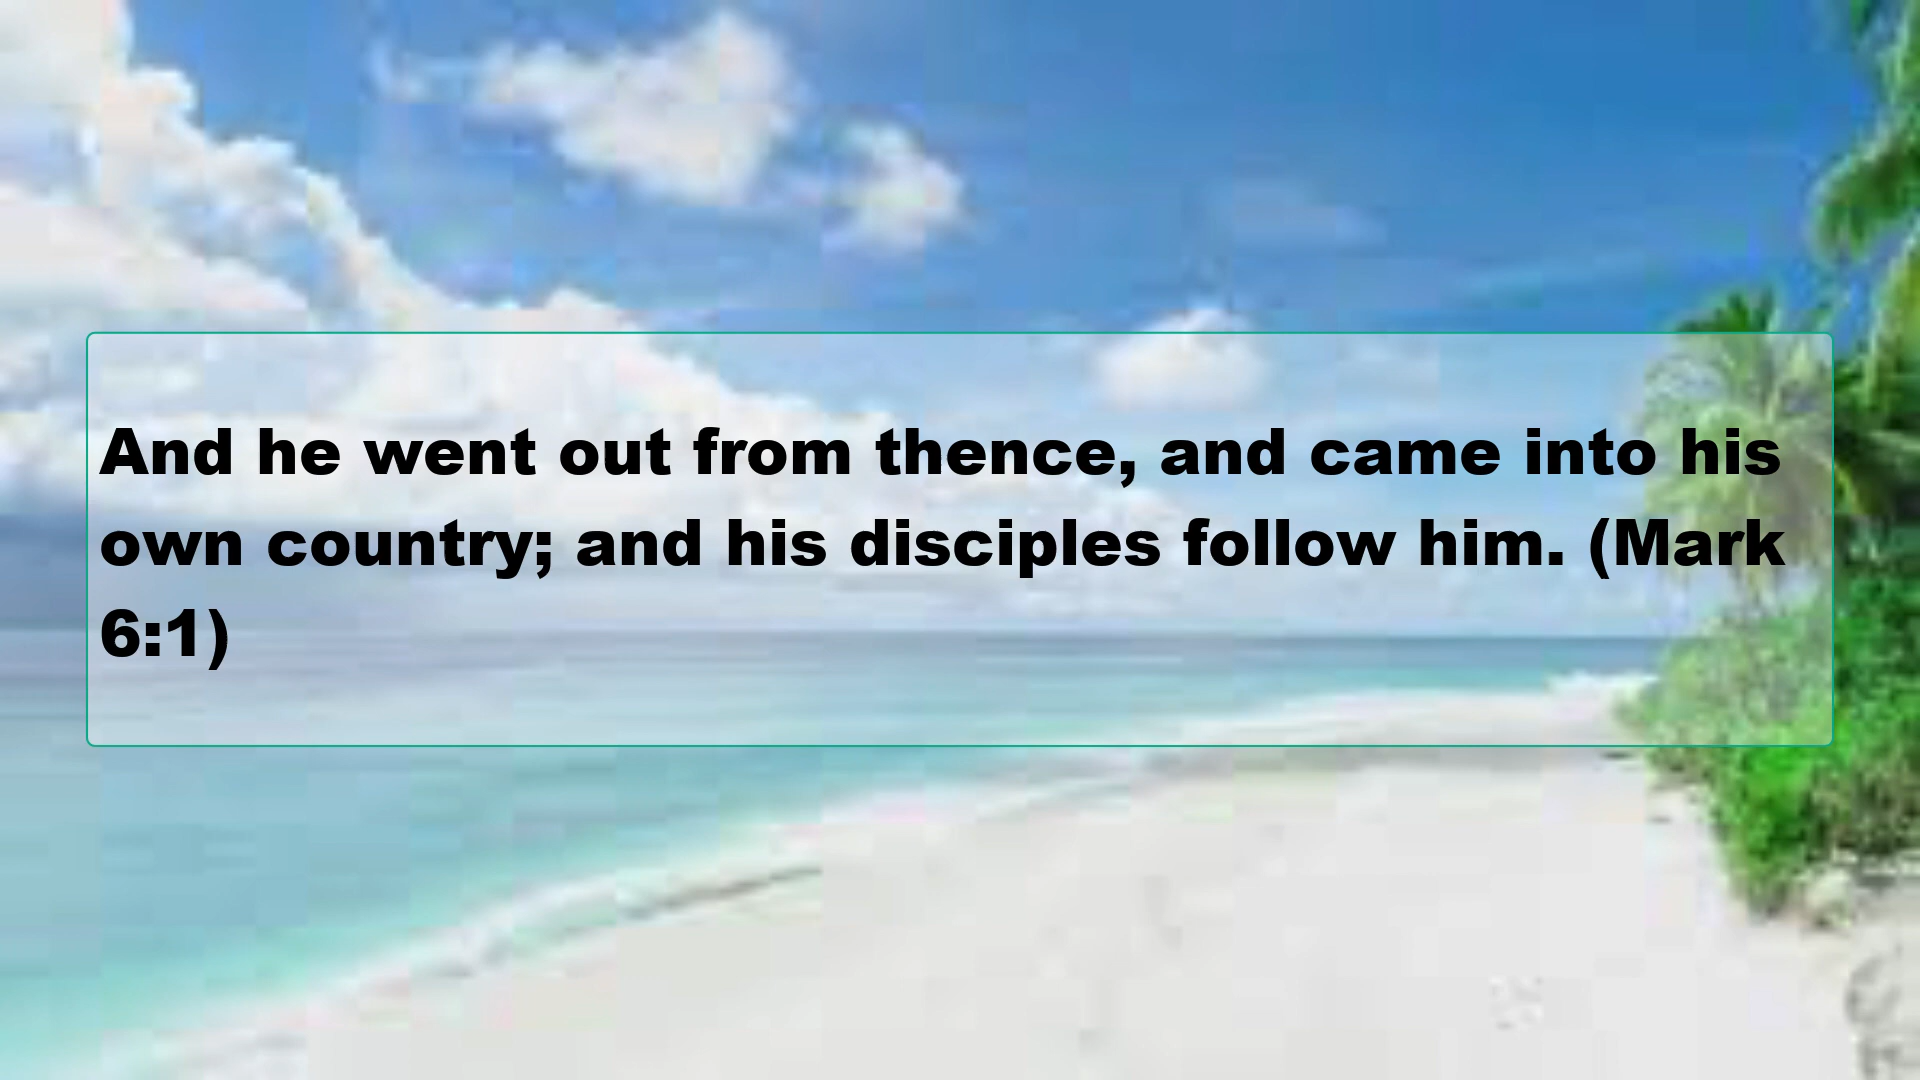 And he went out from thence, and came into his
own country; and his disciples follow him. (Mark
6:1)